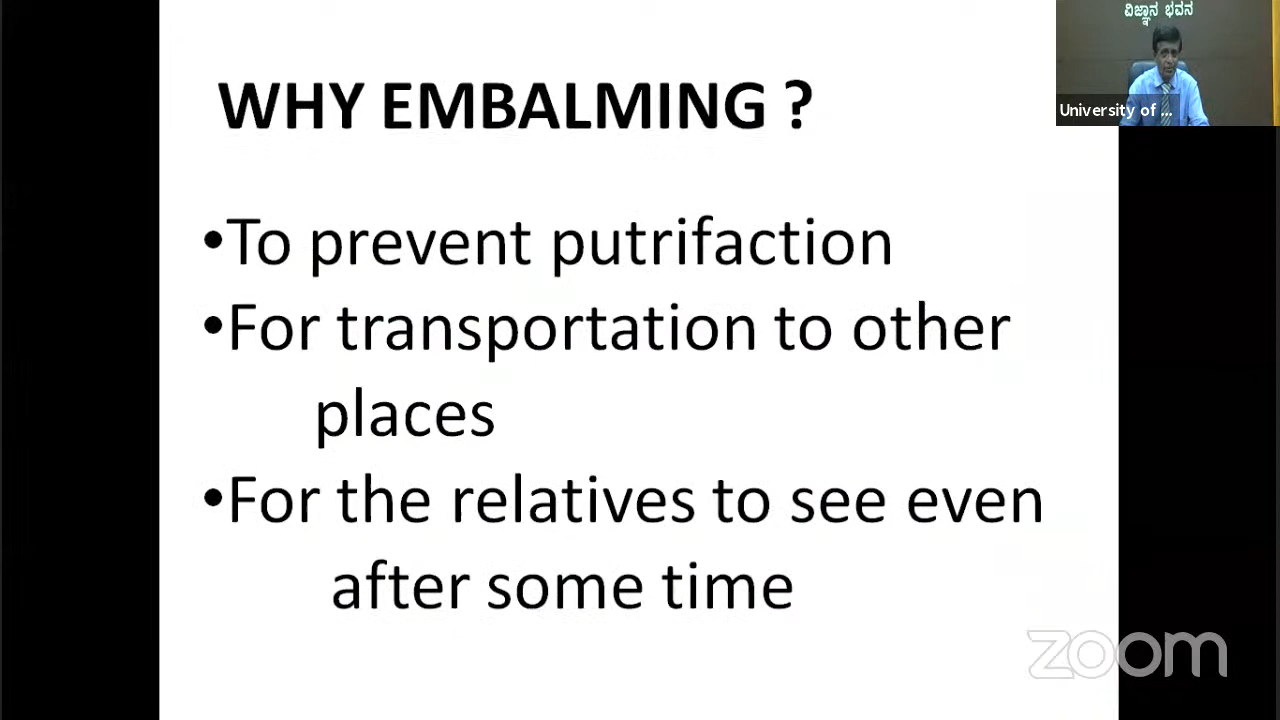 ವಿಜ್ಞಾನ ಭವನ
University of ...
WHY EMBALMING ?
•To prevent putrifaction
•For transportation to other
places
•For the relatives to see even
after some time
zoom